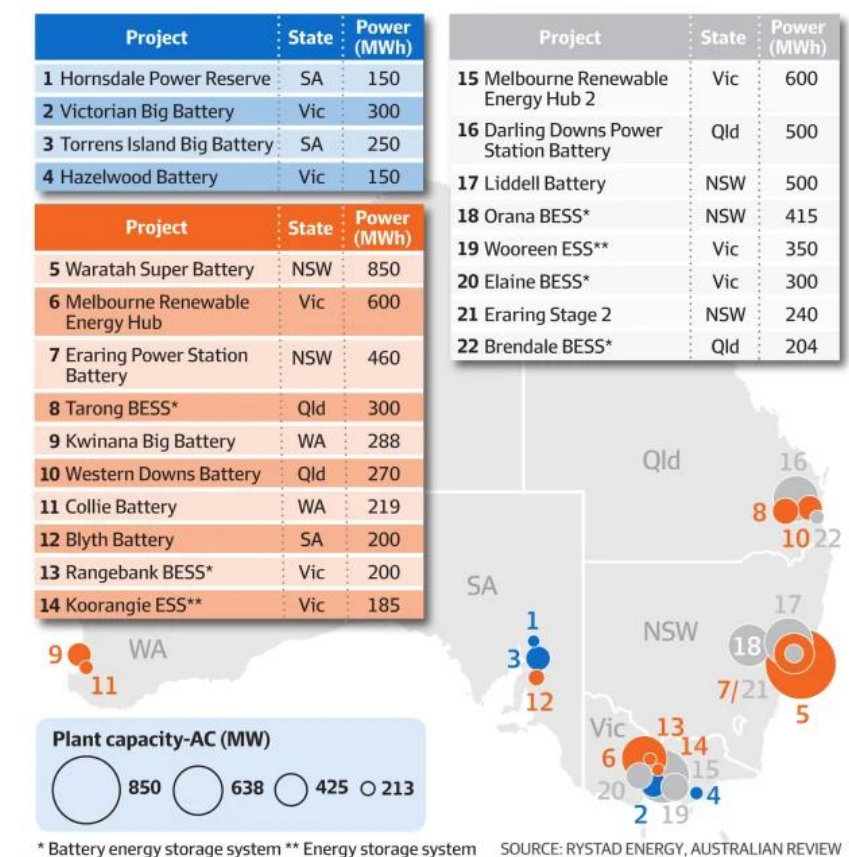 Project State Power (MWh)
1 Hornsdale Power Reserve SA 150
2 Victorian Big Battery Vic 300
3 Torrens Island Big Battery SA 250
4 Hazelwood Battery Vic 150
Project State Power (MWh)
5 Waratah Super Battery NSW 850
6 Melbourne Renewable Vic 600
Energy Hub
7 Eraring Power Station NSW 460
Battery
8 Tarong BESS* Qld 300
9 Kwinana Big Battery WA 288
10 Western Downs Battery Qld 270
11 Collie Battery WA 219
12 Blyth Battery SA 200
13 Rangebank BESS* Vic 200
14 Koorangie ESS** Vic 185
Project State Power (MWh)
15 Melbourne Renewable Vic 600
Energy Hub 2
16 Darling Downs Power Qld 500
Station Battery
17 Liddell Battery NSW 500
18 Orana BESS* NSW 415
19 Wooreen ESS** Vic 350
20 Elaine BESS* Vic 300
21 Eraring Stage 2 NSW 240
22 Brendale BESS* Qld 204
Qld
16
8
10 22
SA
1
3
12
NSW
17
18
7/21
5
9
WA
11
Vic
13
14
6
15
20
4
2 19
Plant capacity-AC (MW)
850 638 425 213
* Battery energy storage system ** Energy storage system
SOURCE: RYSTAD ENERGY, AUSTRALIAN REVIEW